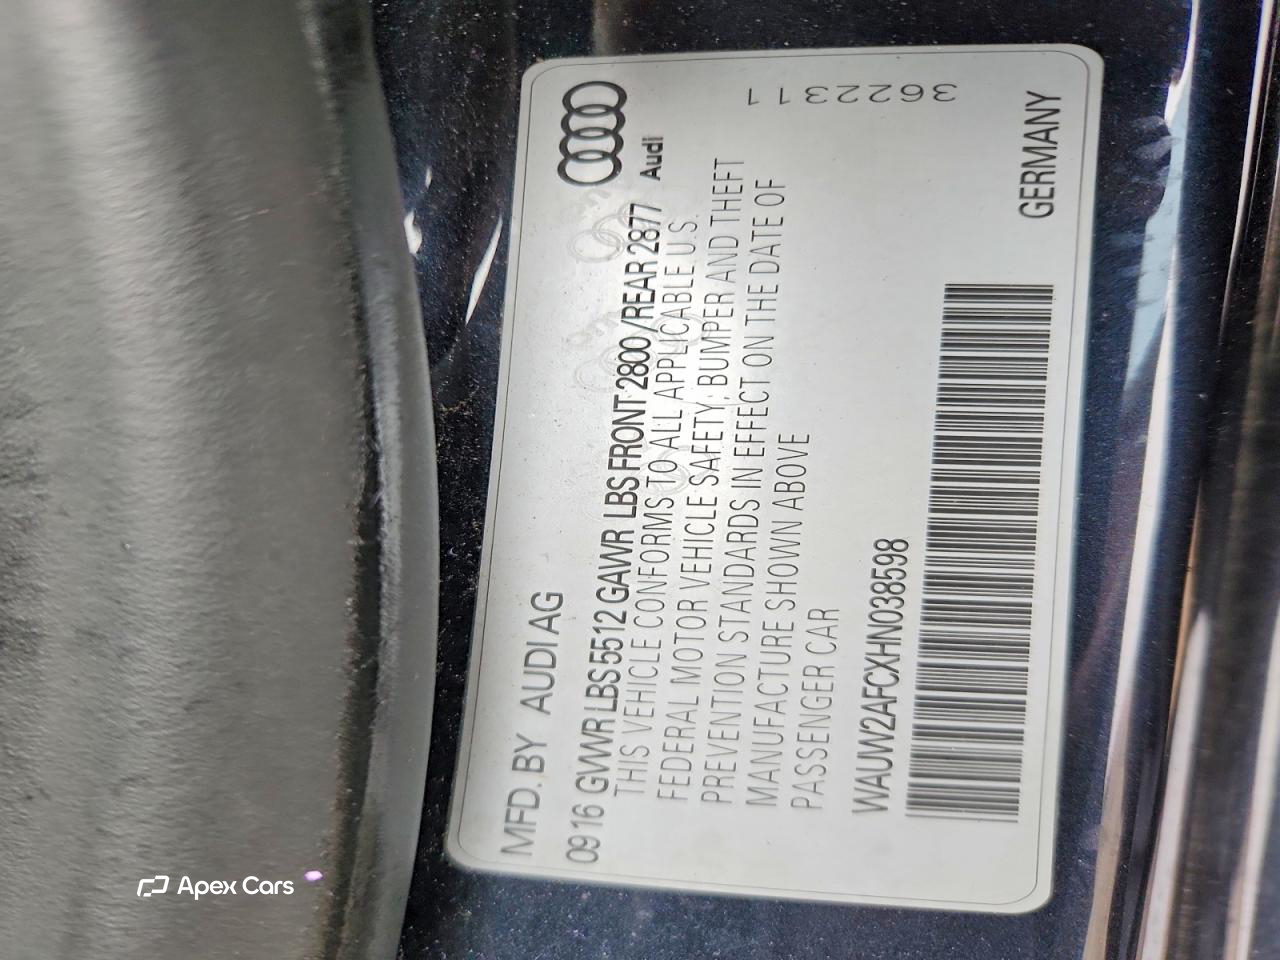 MFD. BY AUDI AG
0916 GVWR LBS 5512 GAWR LBS FRONT 2800 /REAR 2877
Audi
THIS VEHICLE CONFORMS TO ALL APPLICABLE U.S.
FEDERAL MOTOR VEHICLE SAFETY, BUMPER AND THEFT
PREVENTION STANDARDS IN EFFECT ON THE DATE OF
MANUFACTURE SHOWN ABOVE
PASSENGER CAR
3622311
WAUW2AFCXHN038598
GERMANY
Apex Cars